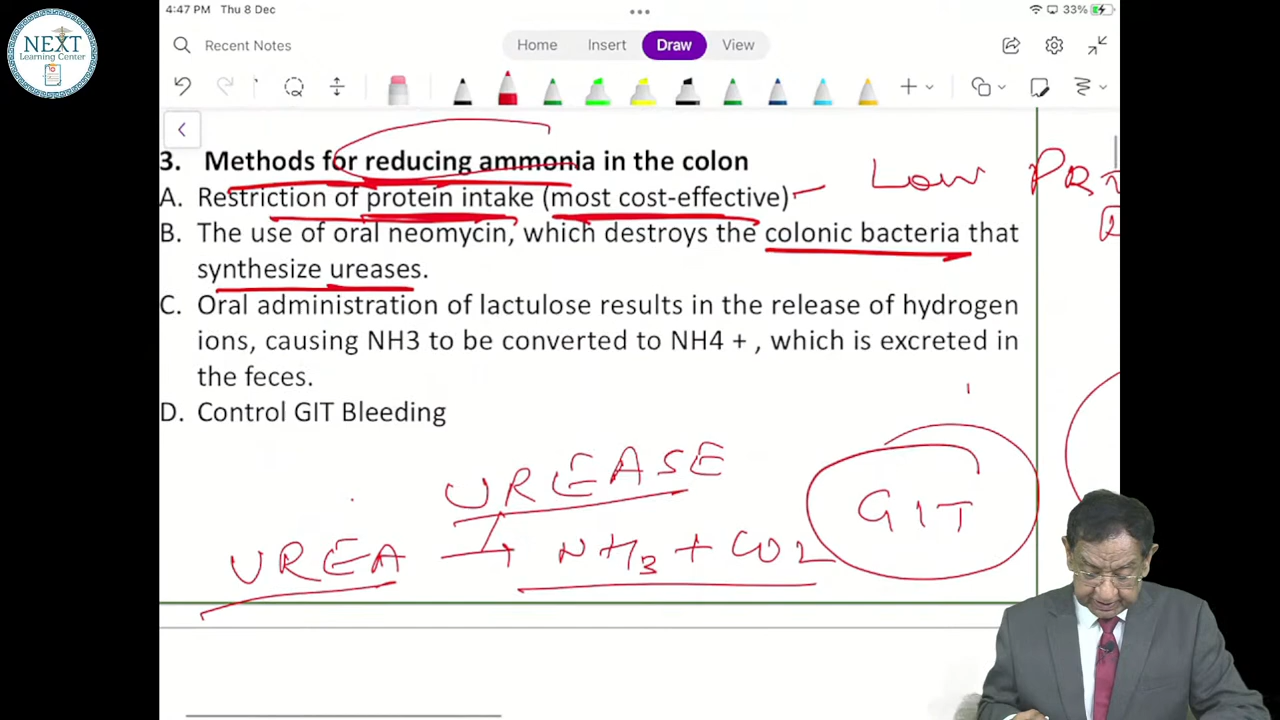 4:47 PM Thu 8 Dec
33%
NEXT
Learning Center
Recent Notes
Home Insert Draw View
3. Methods for reducing ammonia in the colon
A. Restriction of protein intake (most cost-effective)
Low PR
B. The use of oral neomycin, which destroys the colonic bacteria that
synthesize ureases.
C. Oral administration of lactulose results in the release of hydrogen
ions, causing NH3 to be converted to NH4 + , which is excreted in
the feces.
D. Control GIT Bleeding
UREASE
GIT
UREA → NH3 + CO2